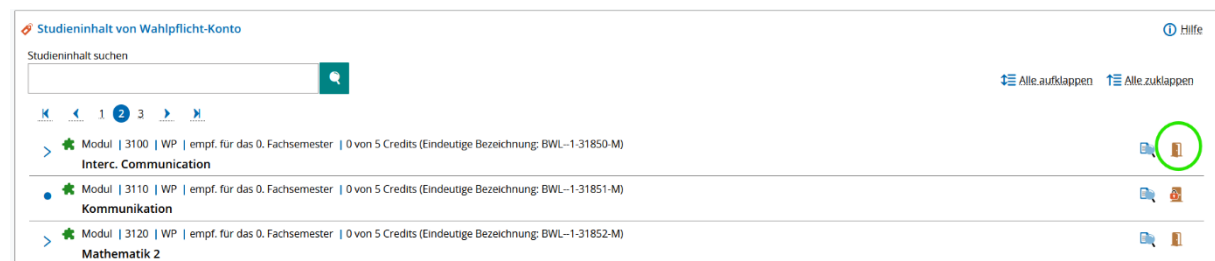 Studieninhalt von Wahlpflicht-Konto
Hilfe
Studieninhalt suchen
Alle aufklappen Alle zuklappen
1 2 3
Modul | 3100 | WP | empf. für das 0. Fachsemester | 0 von 5 Credits (Eindeutige Bezeichnung: BWL--1-31850-M)
Interc. Communication
Modul | 3110 | WP | empf. für das 0. Fachsemester | 0 von 5 Credits (Eindeutige Bezeichnung: BWL--1-31851-M)
Kommunikation
Modul | 3120 | WP | empf. für das 0. Fachsemester | 0 von 5 Credits (Eindeutige Bezeichnung: BWL--1-31852-M)
Mathematik 2